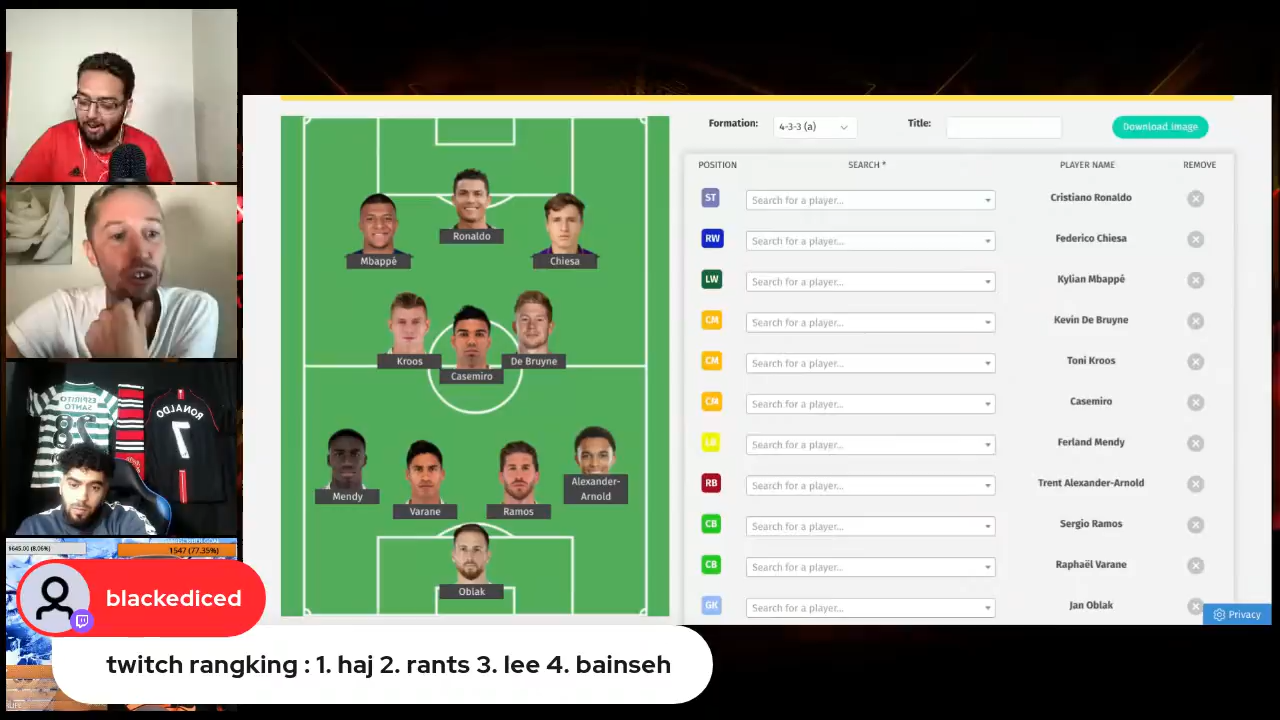 Formation:
4-3-3 (a)
Title:
Download image
POSITION
SEARCH *
PLAYER NAME
REMOVE
ST
Search for a player...
Cristiano Ronaldo
RW
Search for a player...
Federico Chiesa
LW
Search for a player...
Kylian Mbappé
CM
Search for a player...
Kevin De Bruyne
CM
Search for a player...
Toni Kroos
CM
Search for a player...
Casemiro
LB
Search for a player...
Ferland Mendy
RB
Search for a player...
Trent Alexander-Arnold
CB
Search for a player...
Sergio Ramos
CB
Search for a player...
Raphaël Varane
GK
Search for a player...
Jan Oblak
Privacy
Ronaldo
Mbappé
Chiesa
Kroos
De Bruyne
Casemiro
Mendy
Varane
Ramos
Alexander-
Arnold
Oblak
ESPIRITO
SANTO
28
RONALDO
7
1547 (77.35%)
blackediced
twitch rangking : 1. haj 2. rants 3. lee 4. bainseh